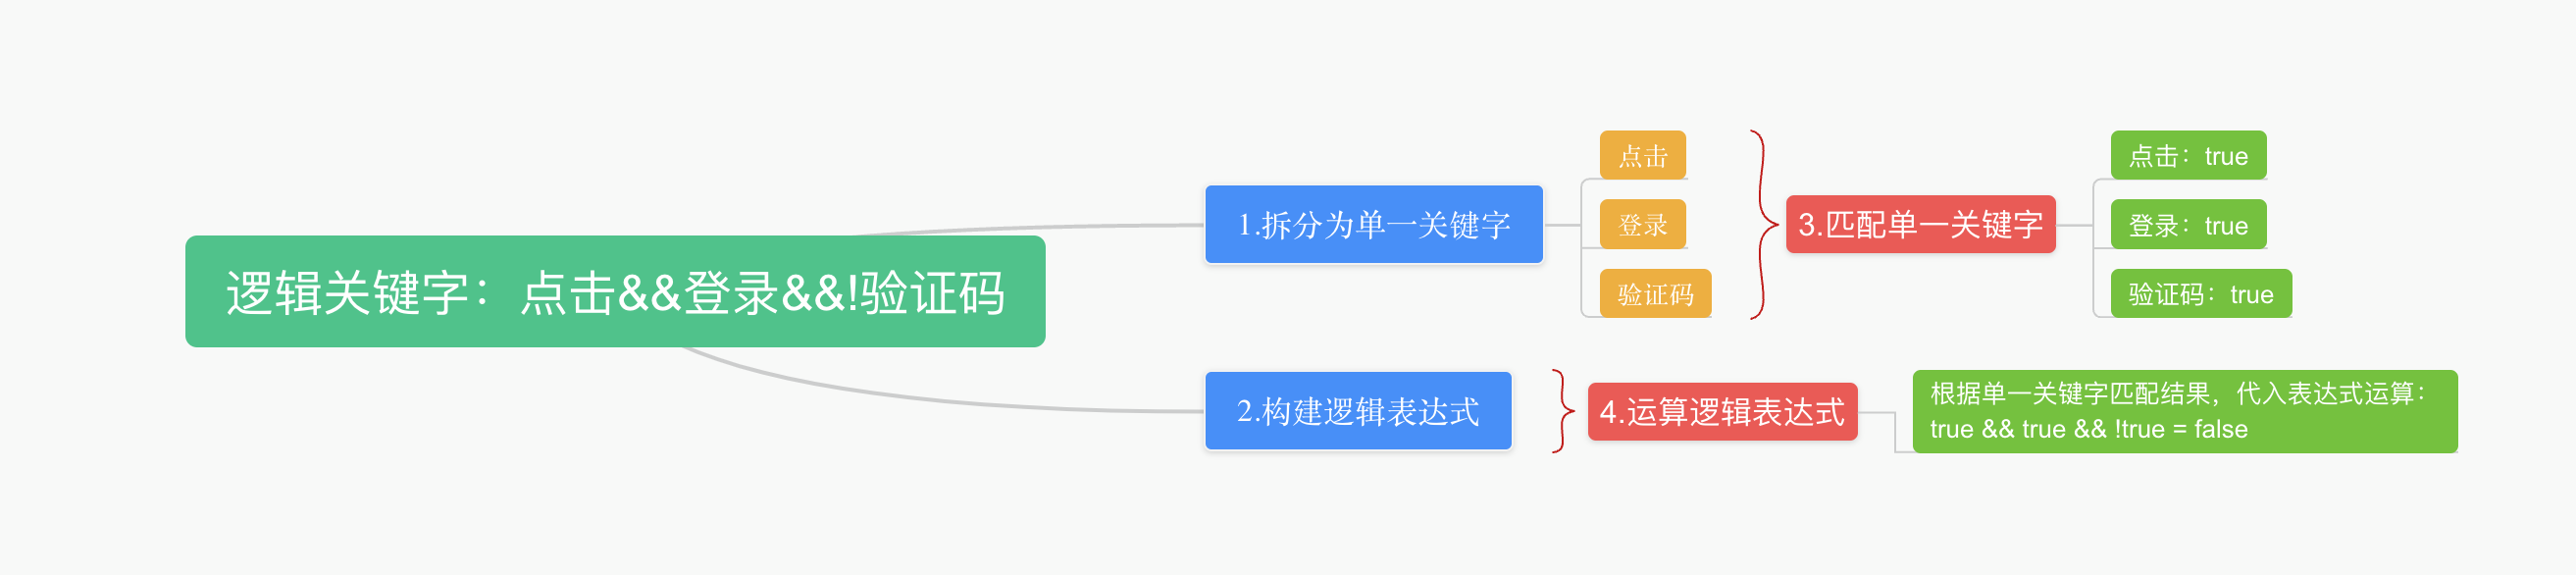 逻辑关键字：点击&&登录&&!验证码
1.拆分为单一关键字
点击
登录
验证码
3.匹配单一关键字
点击：true
登录：true
验证码：true
2.构建逻辑表达式
4.运算逻辑表达式
根据单一关键字匹配结果，代入表达式运算：
true && true && !true = false